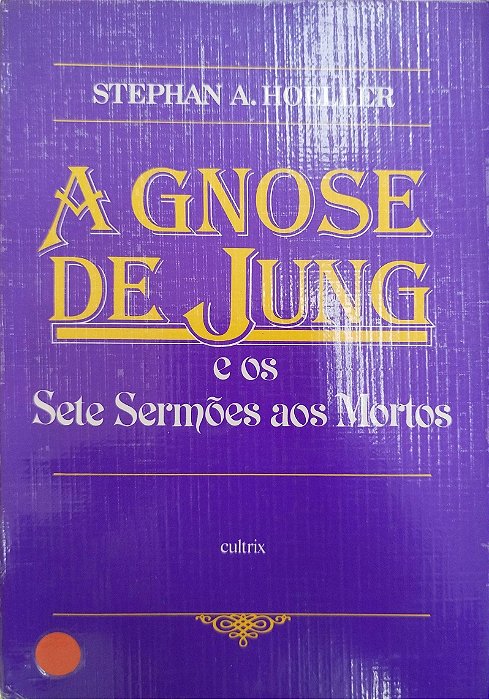 STEPHAN A. HOELLER
A GNOSE
DE JUNG
e os
Sete Sermões aos Mortos
cultrix